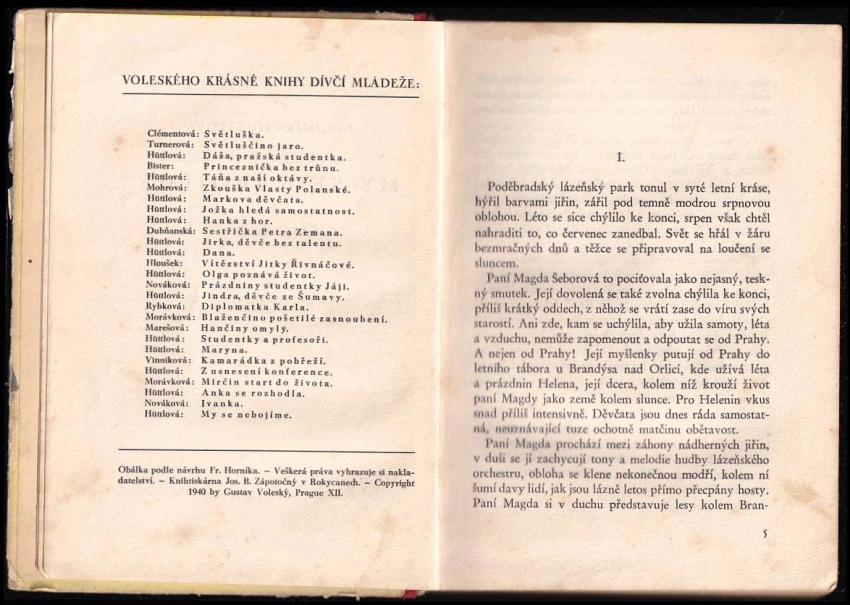 VOLESKÉHO KRÁSNÉ KNIHY DÍVČÍ MLÁDEŽE:
Clémentová: Světluška.
Turnerová: Světluščino jaro.
Hüttlová: Dáša, pražská studentka.
Bister: Princeznička bez trůnu.
Hüttlová: Táňa z naší oktávy.
Mohrová: Zkouška Vlasty Polanské.
Hüttlová: Markova děvčata.
Hüttlová: Jožka hledá samostatnost.
Hüttlová: Hanka z hor.
Dubňanská: Sestřička Petra Zemana.
Hüttlová: Jirka, děvče bez talentu.
Hüttlová: Dana.
Hloušek: Vítězství Jitky Řivnáčové.
Hüttlová: Olga poznává život.
Nováková: Prázdniny studentky Jáji.
Hüttlová: Jindra, děvče ze Šumavy.
Rybková: Diplomatka Karla.
Morávková: Blaženčino pošetilé zasnoubení.
Marešová: Hančiny omyly.
Hüttlová: Studentky a profesoři.
Hüttlová: Maryna.
Vinníková: Kamarádka z pobřeží.
Hüttlová: Z usnesení konference.
Morávková: Mirčin start do života.
Hüttlová: Anka se rozhodla.
Nováková: Ivanka.
Hüttlová: My se nebojíme.
Obálka podle návrhu Fr. Horníka. – Veškerá práva vyhrazuje si nakla-
datelství. – Knihtiskárna Jos. B. Zápotočný v Rokycanech. – Copyright
1940 by Gustav Voleský, Prague XII.
I.
Poděbradský lázeňský park tonul v syté letní kráse,
hýřil barvami jiřin, zářil pod temně modrou srpnovou
oblohou. Léto se sice chýlilo ke konci, srpen však chtěl
nahraditi to, co červenec zanedbal. Svět se hřál v žáru
bezmračných dnů a těžce se připravoval na loučení se
sluncem.
Paní Magda Šeborová to pociťovala jako nejasný, tesk-
ný smutek. Její dovolená se také zvolna chýlila ke konci,
příliš krátký oddech, z něhož se vrátí zase do víru svých
starostí. Ani zde, kam se uchýlila, aby užila samoty, léta
a vzduchu, nemůže zapomenout a odpoutat se od Prahy.
A nejen od Prahy! Její myšlenky putují od Prahy do
letního tábora u Brandýsa nad Orlicí, kde užívá léta
a prázdnin Helena, její dcera, kolem níž krouží život
paní Magdy jako země kolem slunce. Pro Helenin vkus
snad příliš intensivně. Děvčata jsou dnes ráda samostat-
ná, neuznávající tuze ochotně matčinu obětavost.
Paní Magda prochází mezi záhony nádherných jiřin,
v duši se jí zachycují tony a melodie hudby lázeňského
orchestru, obloha se klene nekonečnou modří, kolem ní
šumí davy lidí, jak jsou lázně letos přímo přecpány hosty.
Paní Magda si v duchu představuje lesy kolem Bran-
5